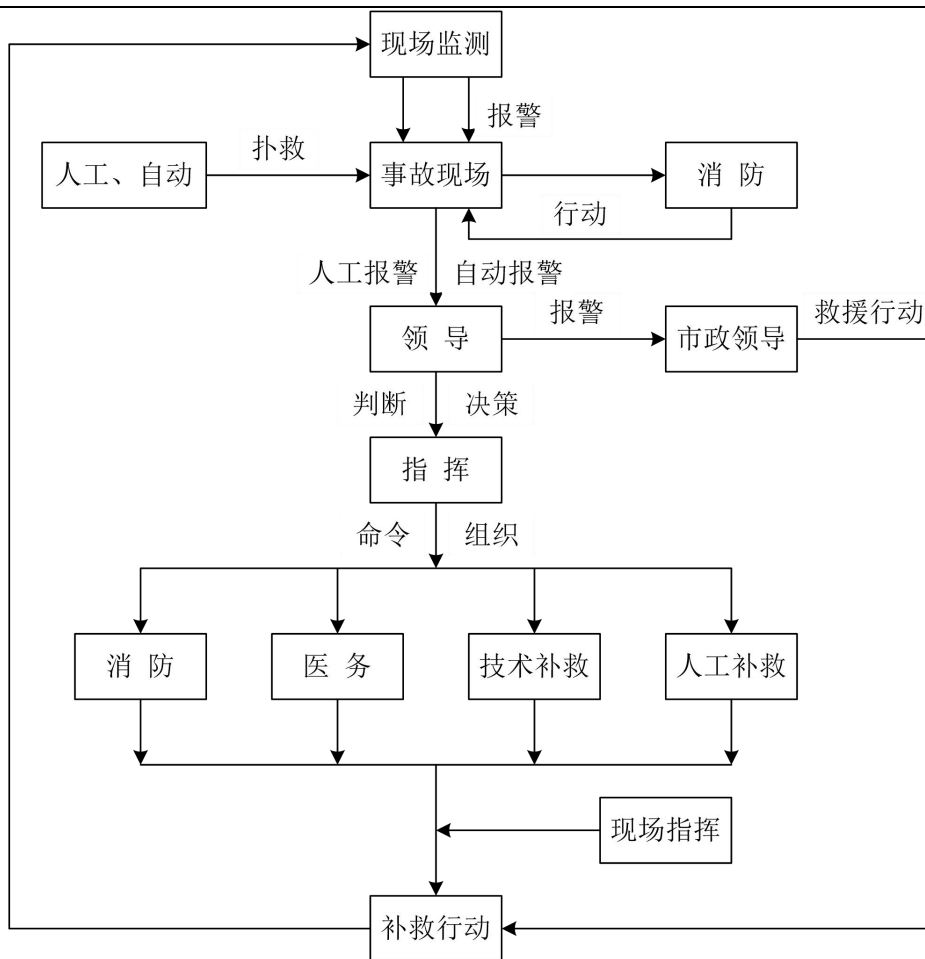 现场监测
报警
扑救
人工、自动
事故现场
消 防
行动
人工报警
自动报警
报警
救援行动
领 导
市政领导
判断
决策
指 挥
命令
组织
消 防
医 务
技术补救
人工补救
现场指挥
补救行动